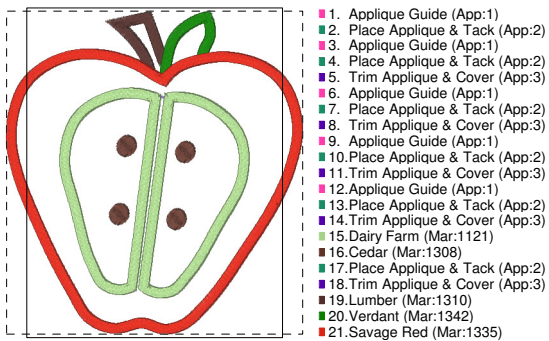 1. Applique Guide (App:1)
2. Place Applique & Tack (App:2)
3. Applique Guide (App:1)
4. Place Applique & Tack (App:2)
5. Trim Applique & Cover (App:3)
6. Applique Guide (App:1)
7. Place Applique & Tack (App:2)
8. Trim Applique & Cover (App:3)
9. Applique Guide (App:1)
10.Place Applique & Tack (App:2)
11.Trim Applique & Cover (App:3)
12.Applique Guide (App:1)
13.Place Applique & Tack (App:2)
14.Trim Applique & Cover (App:3)
15.Dairy Farm (Mar:1121)
16.Cedar (Mar:1308)
17.Place Applique & Tack (App:2)
18.Trim Applique & Cover (App:3)
19.Lumber (Mar:1310)
20.Verdant (Mar:1342)
21.Savage Red (Mar:1335)